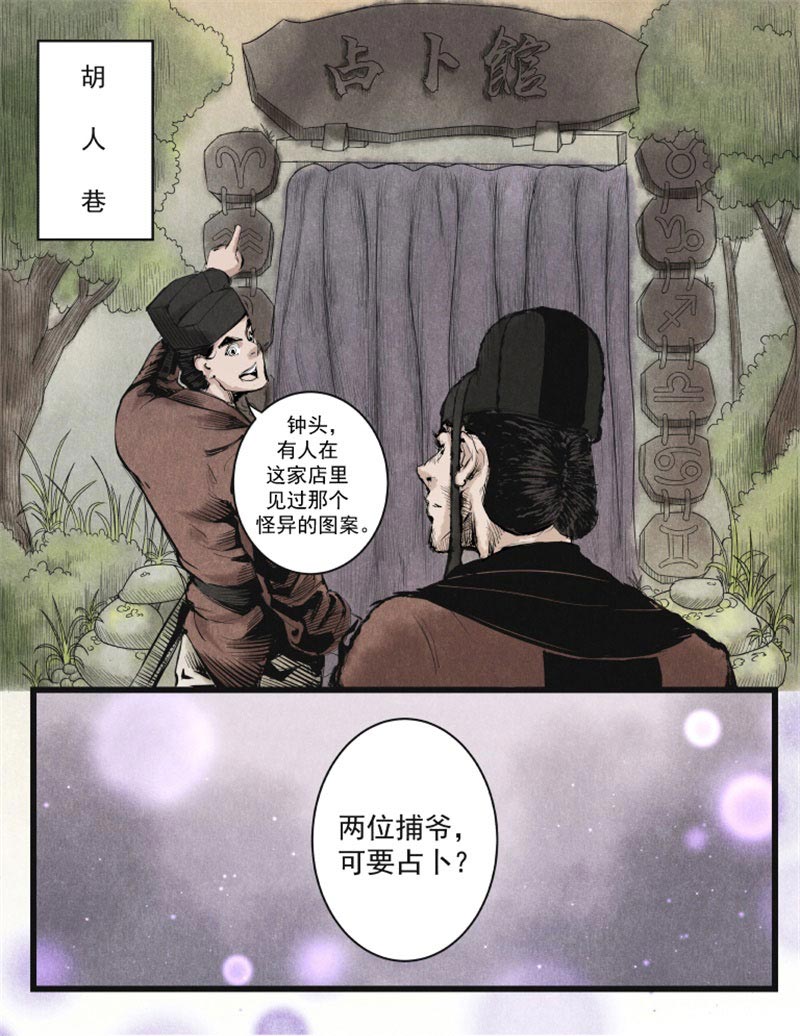 占卜館
胡人巷
钟头，
有人在
这家店里
见过那个
怪异的图案。
两位捕爷，
可要占卜？